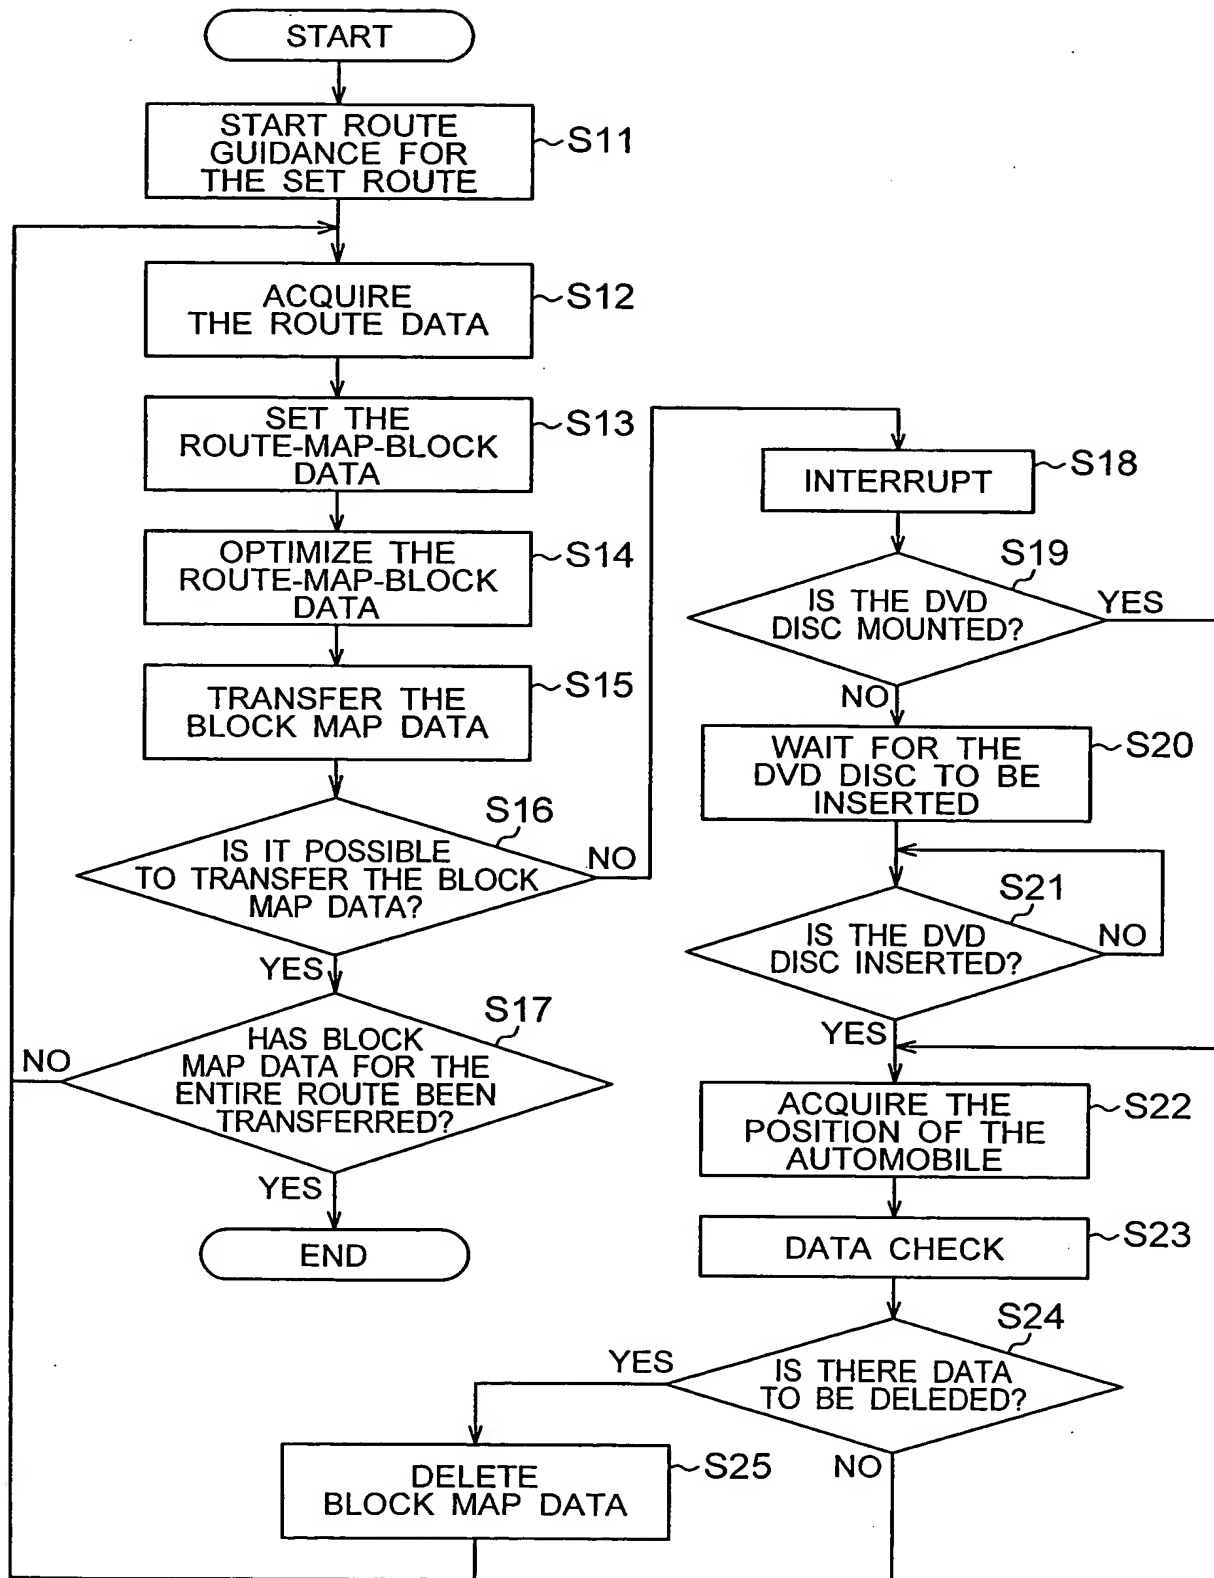 START
START ROUTE
GUIDANCE FOR
THE SET ROUTE
S11
ACQUIRE
THE ROUTE DATA
S12
SET THE
ROUTE-MAP-BLOCK
DATA
S13
OPTIMIZE THE
ROUTE-MAP-BLOCK
DATA
S14
TRANSFER THE
BLOCK MAP DATA
S15
S16
IS IT POSSIBLE
TO TRANSFER THE BLOCK
MAP DATA?
NO
YES
S17
HAS BLOCK
MAP DATA FOR THE
ENTIRE ROUTE BEEN
TRANSFERRED?
NO
YES
END
INTERRUPT
S18
S19
IS THE DVD
DISC MOUNTED?
YES
NO
WAIT FOR THE
DVD DISC TO BE
INSERTED
S20
S21
IS THE DVD
DISC INSERTED?
NO
YES
ACQUIRE THE
POSITION OF THE
AUTOMOBILE
S22
DATA CHECK
S23
S24
IS THERE DATA
TO BE DELEDED?
YES
NO
DELETE
BLOCK MAP DATA
S25